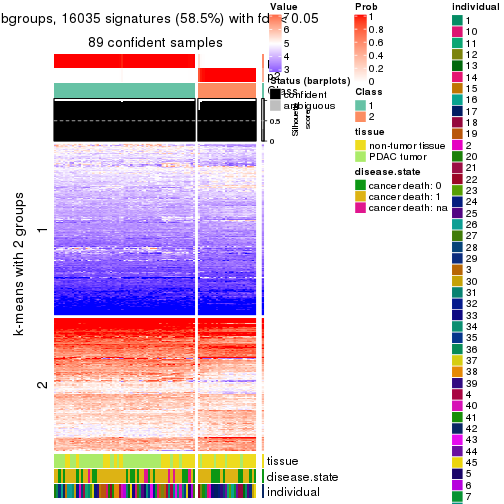 bgroups, 16035 signatures (58.5%) with fdr < 0.05
89 confident samples
k-means with 2 groups
1
2
p2
Class
Silhouette
score
1
0.5
0
tissue
disease.state
individual
Value
7
6
5
4
3
Status (barplots)
confident
ambiguous
Prob
1
0.8
0.6
0.4
0.2
0
Class
1
2
tissue
non-tumor tissue
PDAC tumor
disease.state
cancer death: 0
cancer death: 1
cancer death: na
individual
1
10
11
12
13
14
15
16
17
18
19
2
20
21
22
23
24
25
26
27
28
29
3
30
31
32
33
34
35
36
37
38
39
4
40
41
42
43
44
45
5
6
7